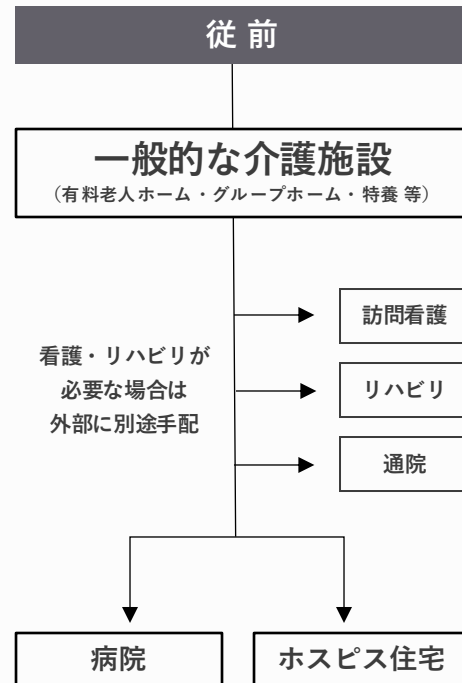 従前
一般的な介護施設
（有料老人ホーム・グループホーム・特養 等）
訪問看護
看護・リハビリが
必要な場合は
外部に別途手配
リハビリ
通院
病院
ホスピス住宅